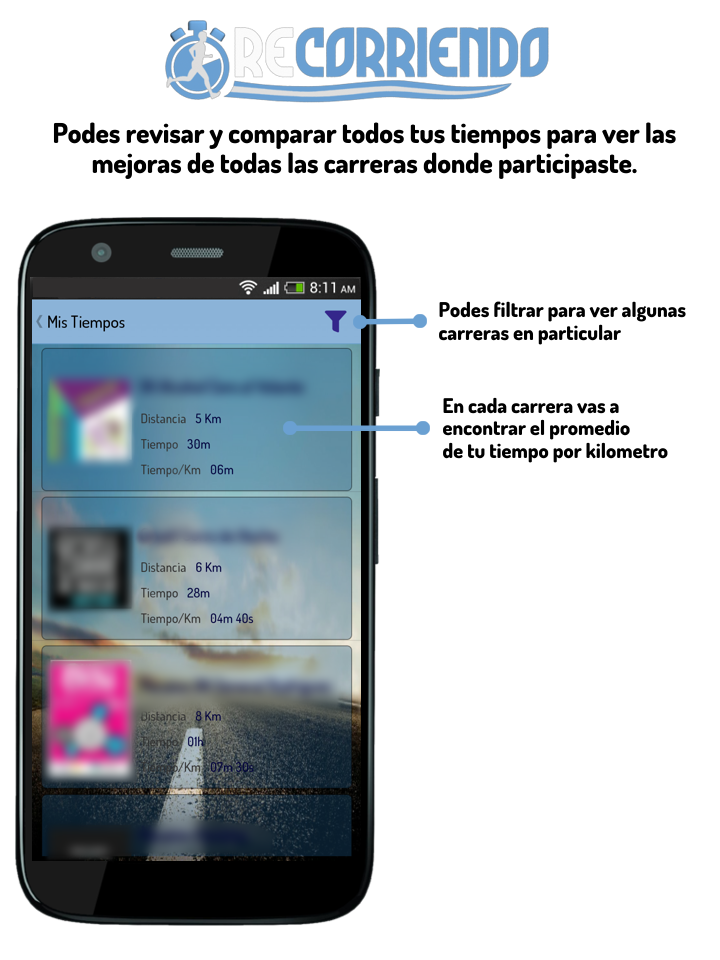 RECORRIENDO
Podes revisar y comparar todos tus tiempos para ver las
mejoras de todas las carreras donde participaste.
8:11 AM
Mis Tiempos
Podes filtrar para ver algunas
carreras en particular
Distancia 5 Km
Tiempo 30m
Tiempo/Km 06m
En cada carrera vas a
encontrar el promedio
de tu tiempo por kilometro
Distancia 6 Km
Tiempo 28m
Tiempo/Km 04m 40s
Distancia 8 Km
Tiempo 01h
Tiempo/Km 07m 30s